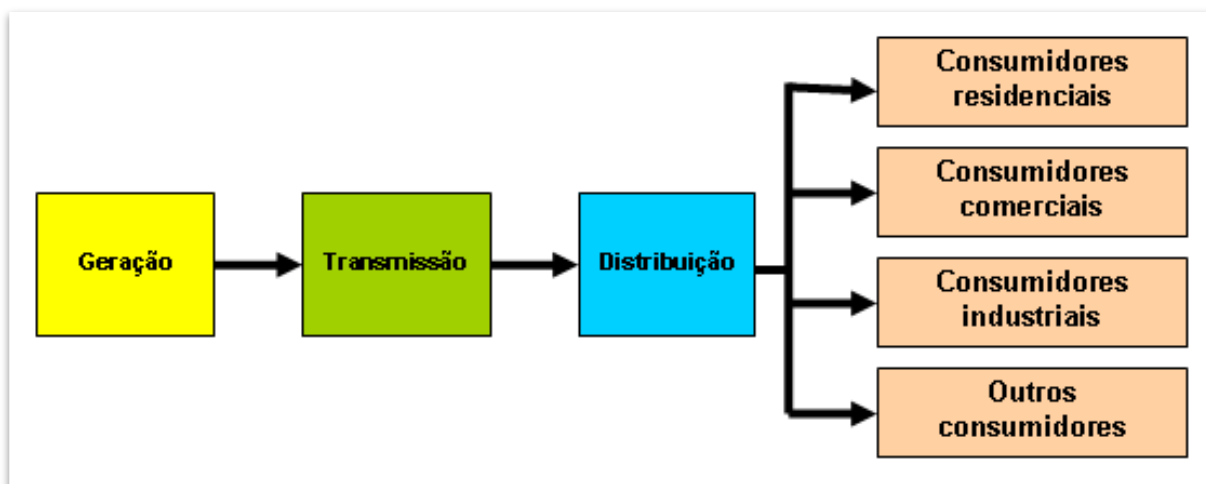 Geração
Transmissão
Distribuição
Consumidores
residenciais
Consumidores
comerciais
Consumidores
industriais
Outros
consumidores